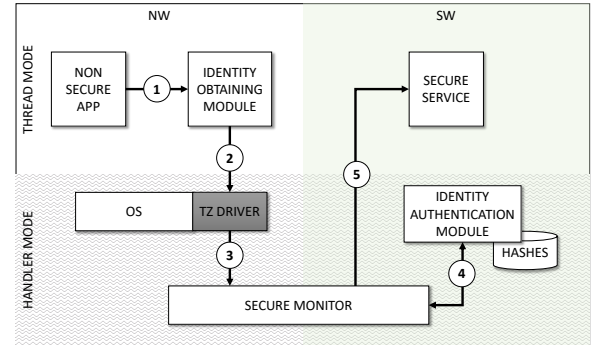 NW
SW
THREAD MODE
NON
SECURE
APP
1
IDENTITY
OBTAINING
MODULE
SECURE
SERVICE
2
5
HANDLER MODE
OS
TZ DRIVER
IDENTITY
AUTHENTICATION
MODULE
HASHES
3
4
SECURE MONITOR